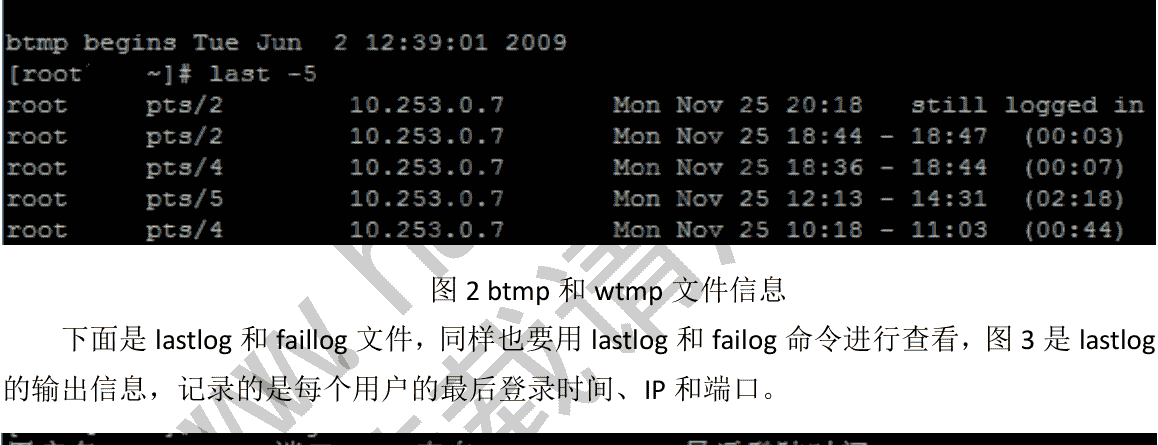 btmp begins Tue Jun  2 12:39:01 2009
[root     ~]# last -5
root     pts/2        10.253.0.7       Mon Nov 25 20:18   still logged in
root     pts/2        10.253.0.7       Mon Nov 25 18:44 - 18:47  (00:03)
root     pts/4        10.253.0.7       Mon Nov 25 18:36 - 18:44  (00:07)
root     pts/5        10.253.0.7       Mon Nov 25 12:13 - 14:31  (02:18)
root     pts/4        10.253.0.7       Mon Nov 25 10:18 - 11:03  (00:44)
图 2 btmp 和 wtmp 文件信息
下面是 lastlog 和 faillog 文件，同样也要用 lastlog 和 failog 命令进行查看，图 3 是 lastlog
的输出信息，记录的是每个用户的最后登录时间、IP 和端口。